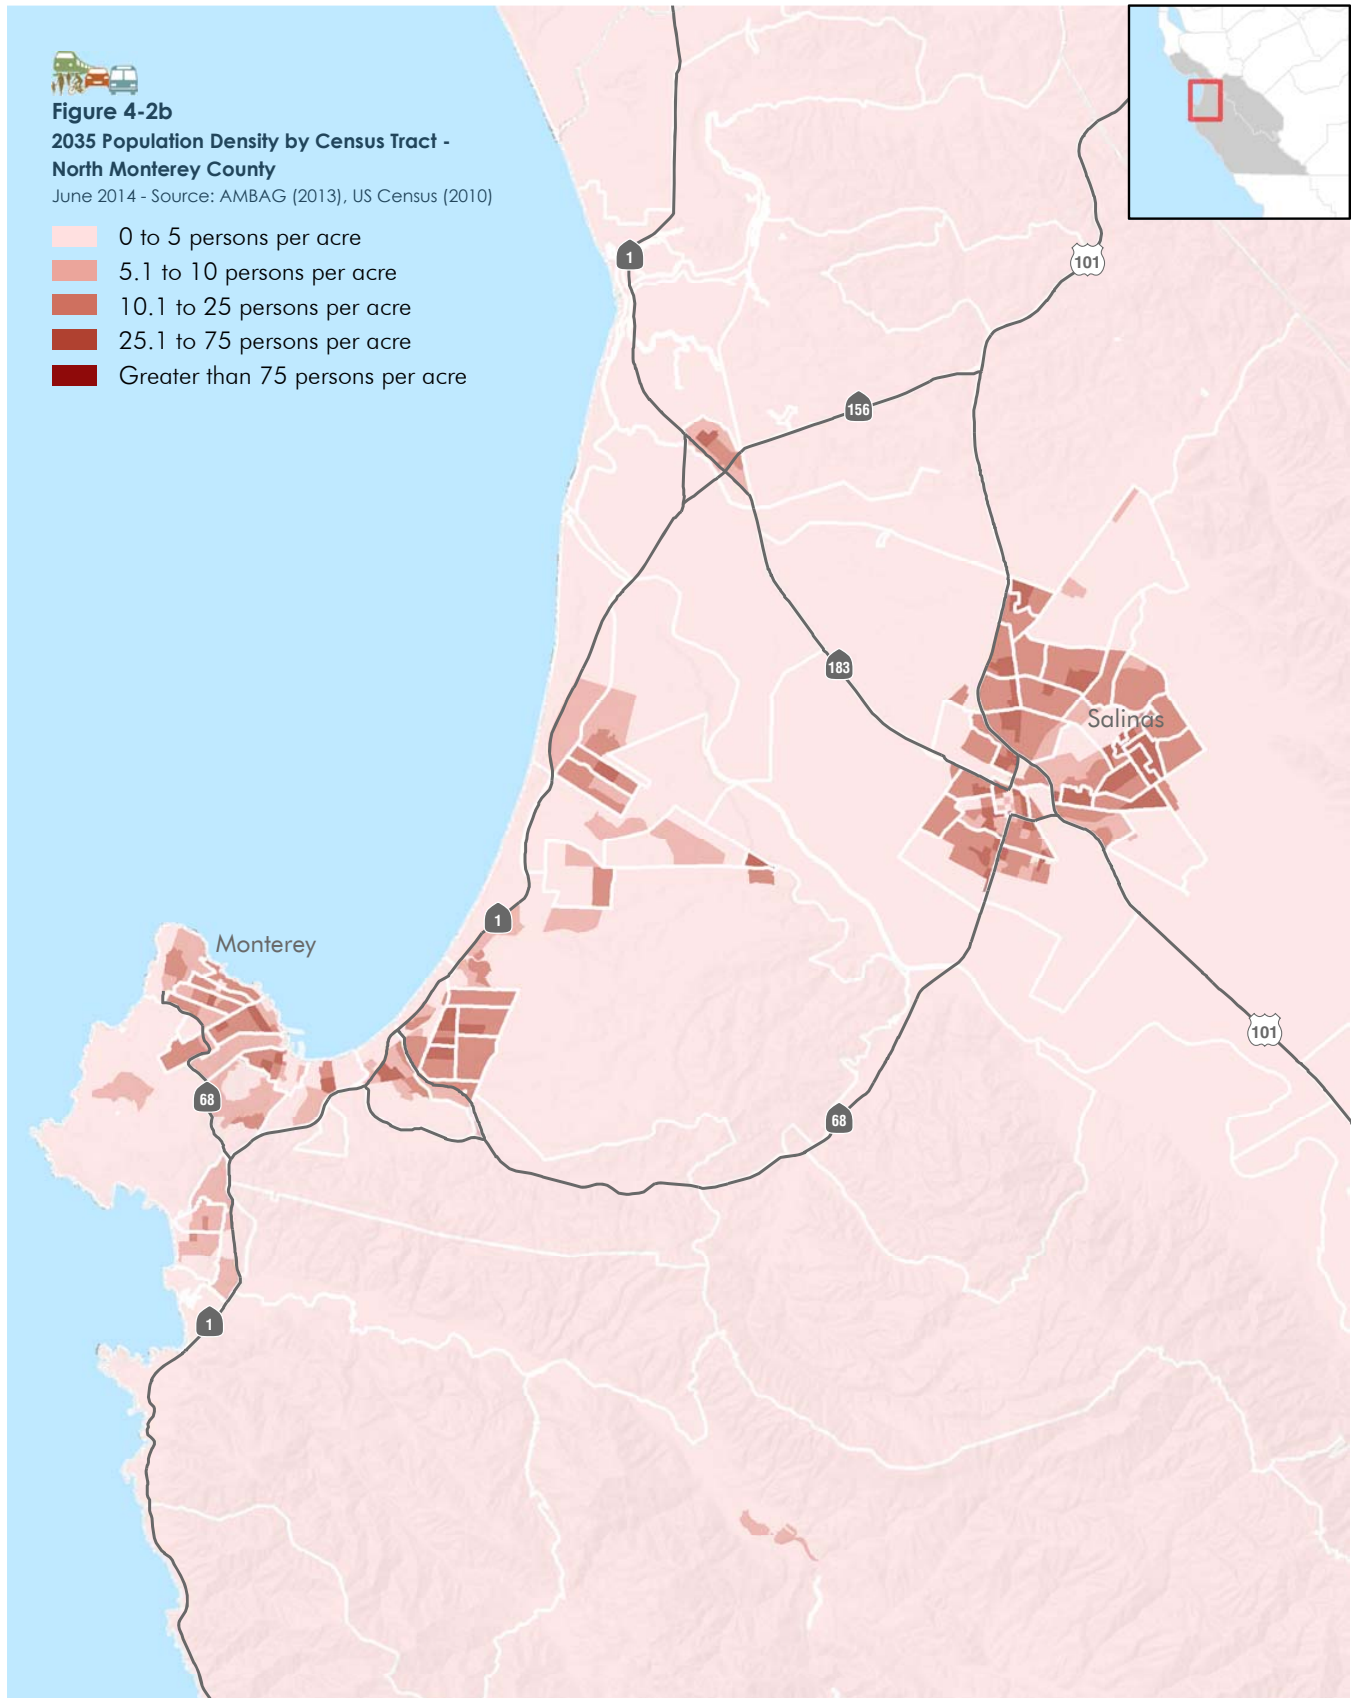 Figure 4-2b
2035 Population Density by Census Tract -
North Monterey County
June 2014 - Source: AMBAG (2013), US Census (2010)
0 to 5 persons per acre
5.1 to 10 persons per acre
10.1 to 25 persons per acre
25.1 to 75 persons per acre
Greater than 75 persons per acre
1
101
156
183
Salinas
1
Monterey
101
68
68
1